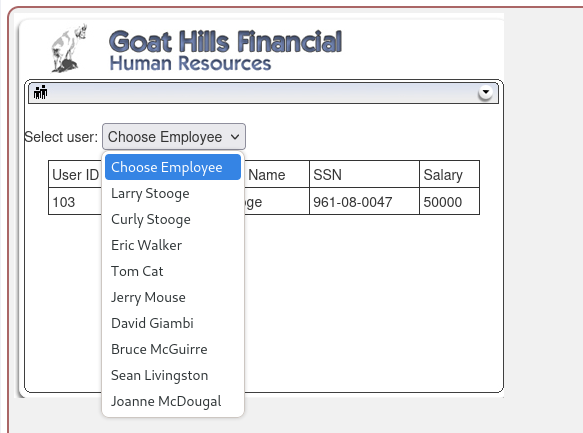 Goat Hills Financial
Human Resources
Select user: Choose Employee
Choose Employee
Larry Stooge
Curly Stooge
Eric Walker
Tom Cat
Jerry Mouse
David Giambi
Bruce McGuirre
Sean Livingston
Joanne McDougal
User ID Name SSN Salary
103 oge 961-08-0047 50000